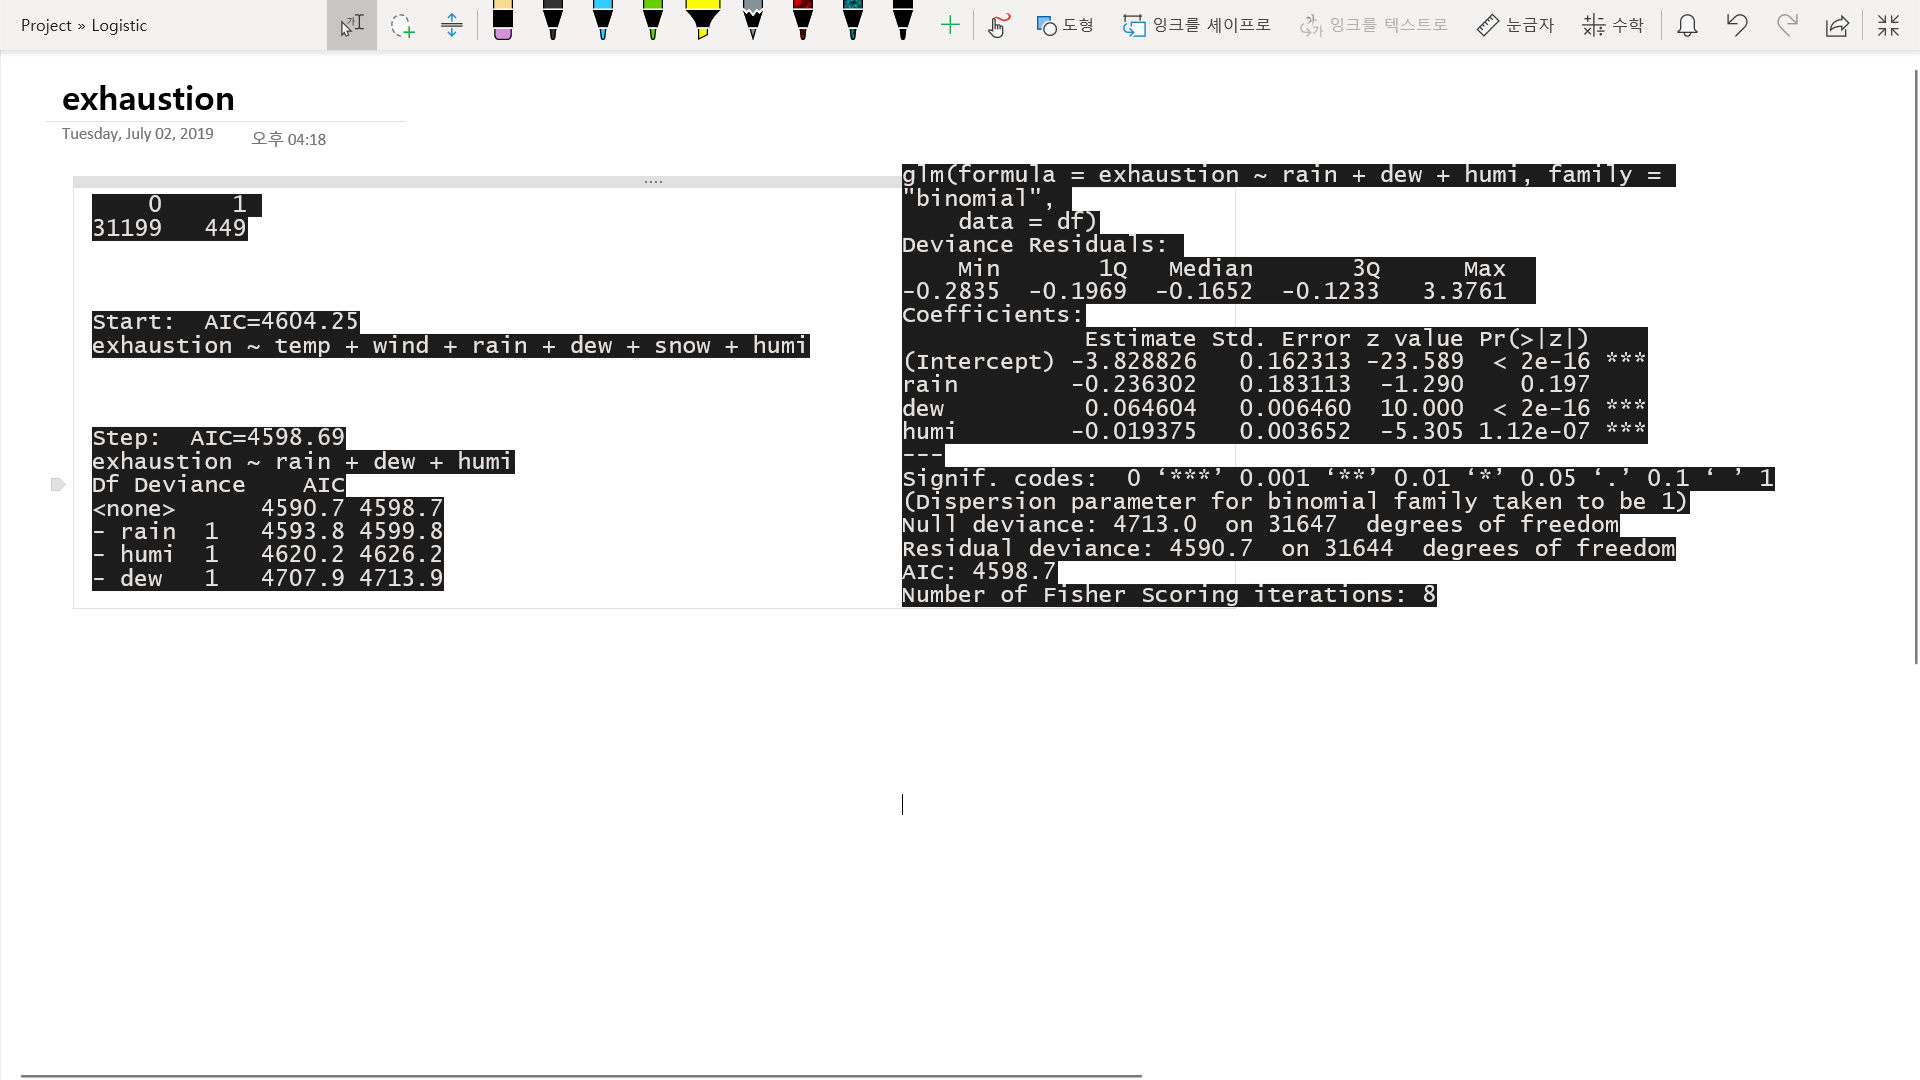 Project » Logistic
도형
잉크를 셰이프로
잉크를 텍스트로
눈금자
수학
exhaustion
Tuesday, July 02, 2019 오후 04:18
0 1
31199 449
Start: AIC=4604.25
exhaustion ~ temp + wind + rain + dew + snow + humi
Step: AIC=4598.69
exhaustion ~ rain + dew + humi
Df Deviance AIC
<none> 4590.7 4598.7
- rain 1 4593.8 4599.8
- humi 1 4620.2 4626.2
- dew 1 4707.9 4713.9
glm(formula = exhaustion ~ rain + dew + humi, family =
"binomial",
data = df)
Deviance Residuals:
Min 1Q Median 3Q Max
-0.2835 -0.1969 -0.1652 -0.1233 3.3761
Coefficients:
Estimate Std. Error z value Pr(>|z|)
(Intercept) -3.828826 0.162313 -23.589 < 2e-16 ***
rain -0.236302 0.183113 -1.290 0.197
dew 0.064604 0.006460 10.000 < 2e-16 ***
humi -0.019375 0.003652 -5.305 1.12e-07 ***
---
Signif. codes: 0 ‘***’ 0.001 ‘**’ 0.01 ‘*’ 0.05 ‘.’ 0.1 ‘ ’ 1
(Dispersion parameter for binomial family taken to be 1)
Null deviance: 4713.0 on 31647 degrees of freedom
Residual deviance: 4590.7 on 31644 degrees of freedom
AIC: 4598.7
Number of Fisher Scoring iterations: 8